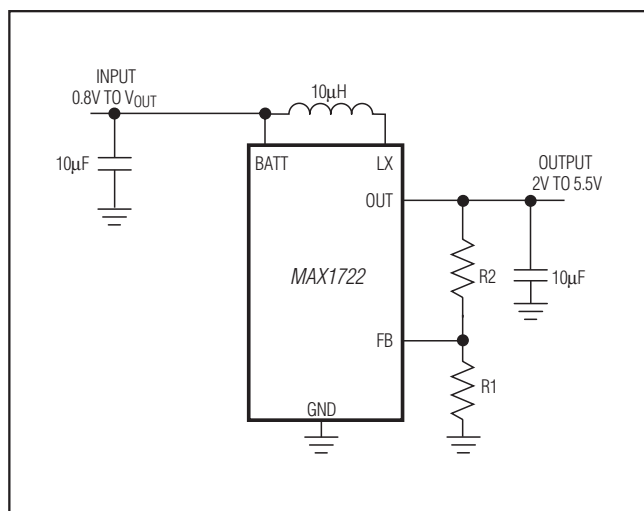 INPUT
0.8V TO VOUT
10μH
10μF
BATT
LX
OUT
OUTPUT
2V TO 5.5V
MAX1722
R2
10μF
FB
R1
GND